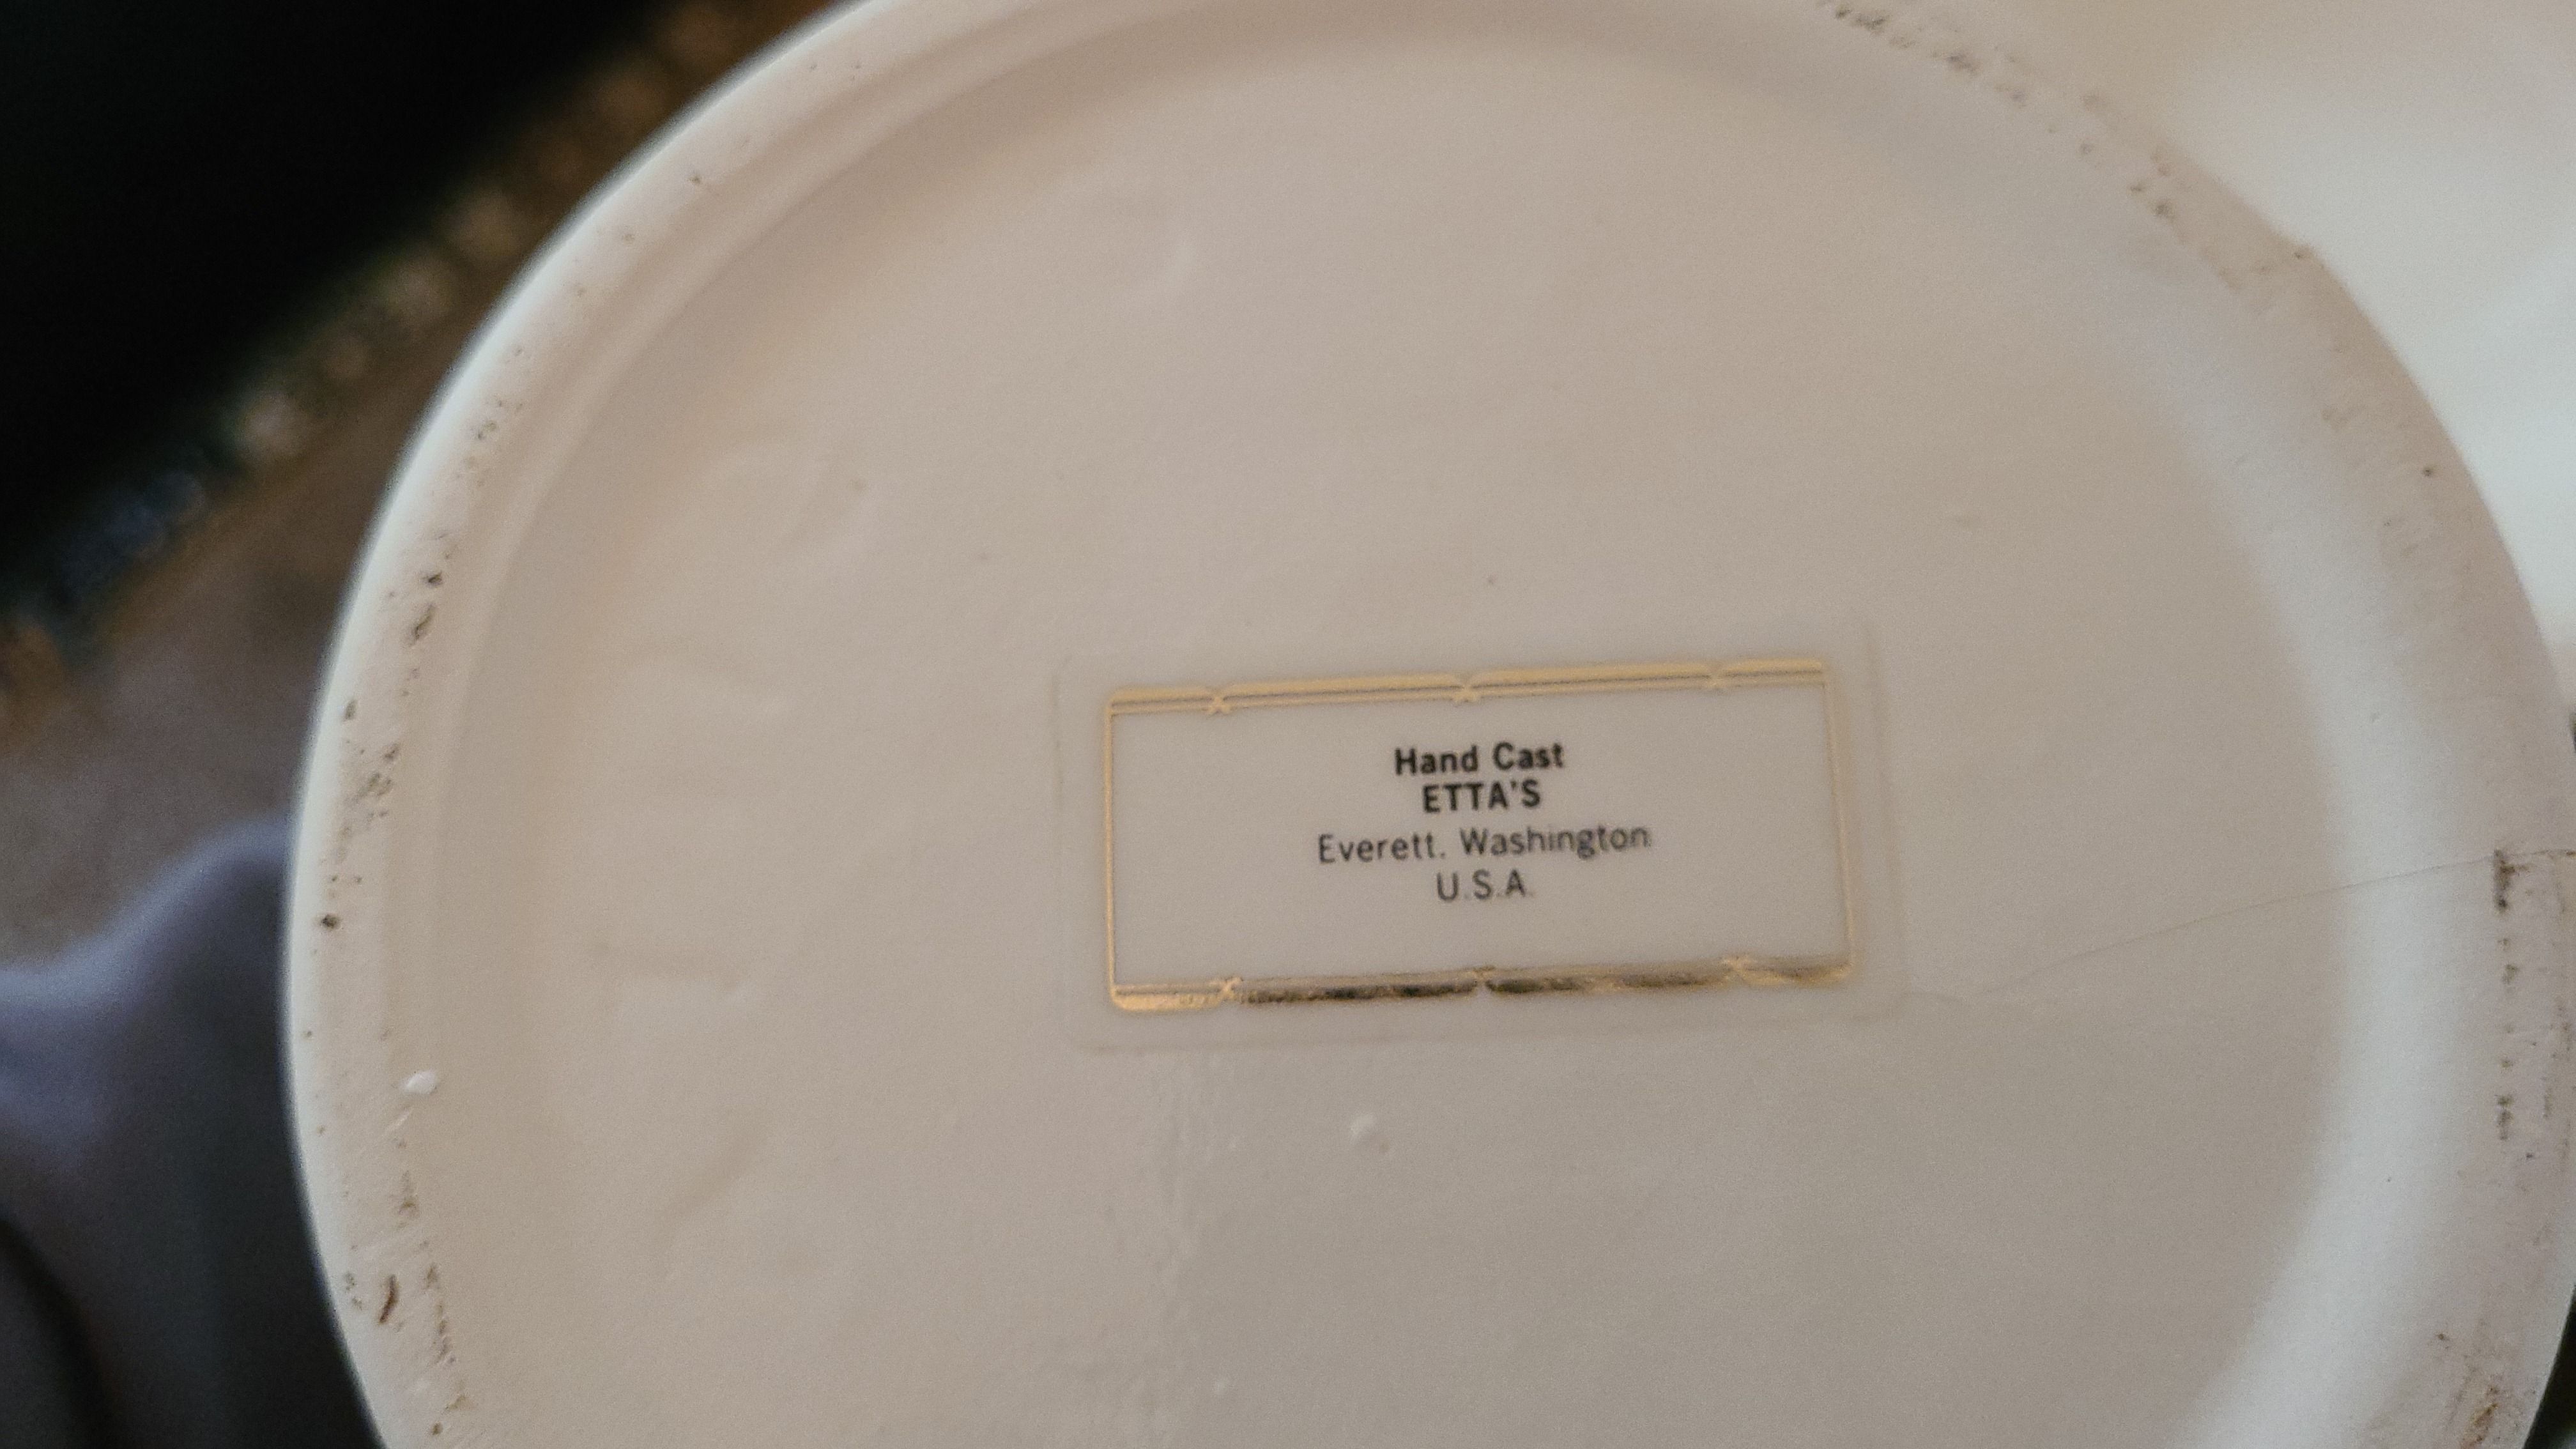 Hand Cast
ETTA'S
Everett, Washington
U.S.A.